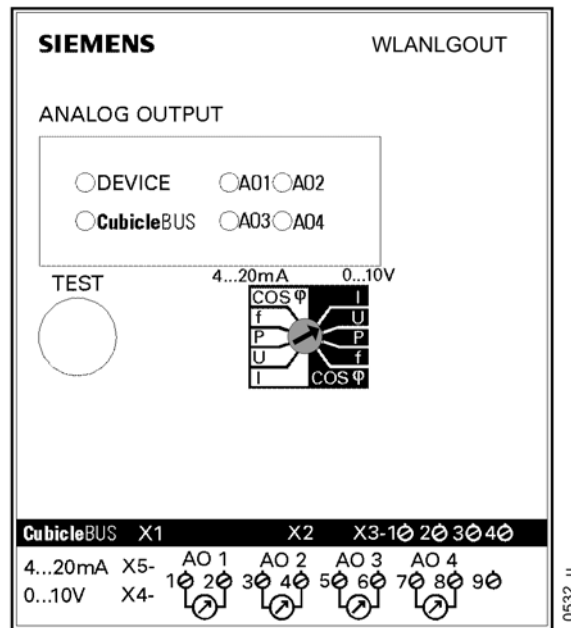 SIEMENS WLANLGOUT
ANALOG OUTPUT
DEVICE A01 A02
CubicleBUS A03 A04
TEST
4...20mA 0...10V
COS φ I
f U
P P
U f
I COS φ
CubicleBUS X1 X2 X3-1 2 3 4
AO 1 AO 2 AO 3 AO 4
4...20mA X5-
1 2 3 4 5 6 7 8 9
0...10V X4-